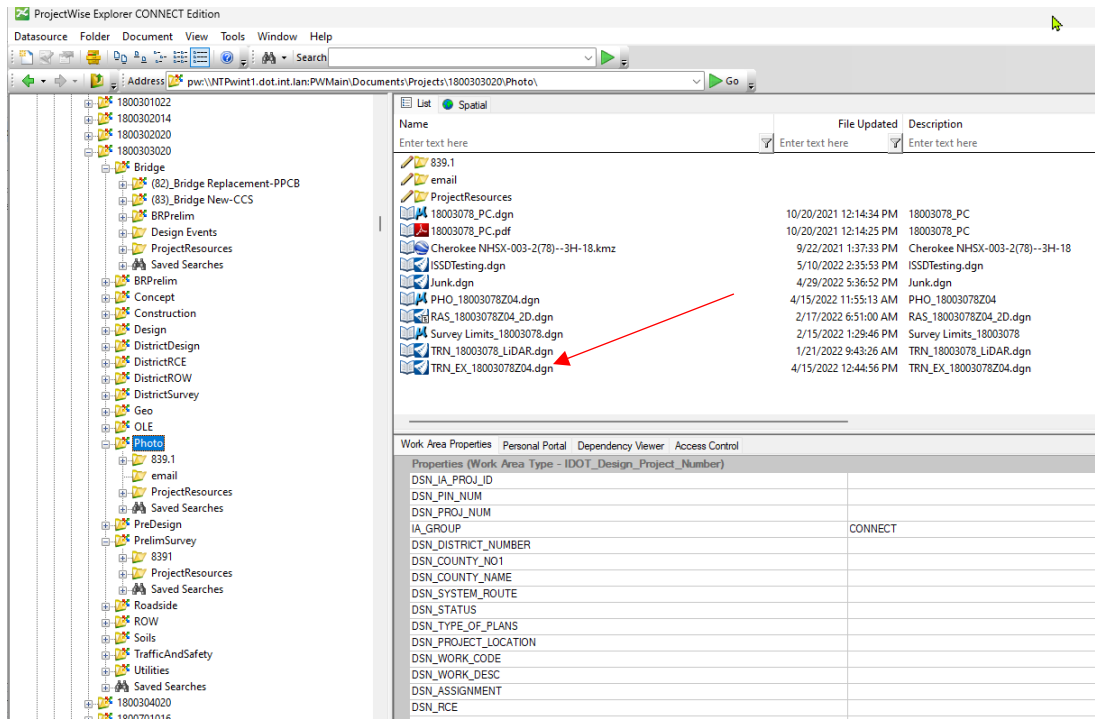 ProjectWise Explorer CONNECT Edition
Datasource Folder Document View Tools Window Help
Search
Address pw:\\NTPwint1.dot.int.lan:PWMain\Documents\Projects\1800303020\Photo\ Go
1800301022
1800302014
1800302020
1800303020
Bridge
(82)_Bridge Replacement-PPCB
(83)_Bridge New-CCS
BRPrelim
Design Events
ProjectResources
Saved Searches
BRPrelim
Concept
Construction
Design
DistrictDesign
DistrictRCE
DistrictROW
DistrictSurvey
Geo
OLE
Photo
839.1
email
ProjectResources
Saved Searches
PreDesign
PrelimSurvey
8391
ProjectResources
Saved Searches
Roadside
ROW
Soils
TrafficAndSafety
Utilities
Saved Searches
1800304020
1800701016
List Spatial
Name File Updated Description
Enter text here Enter text here Enter text here
839.1
email
ProjectResources
18003078_PC.dgn 10/20/2021 12:14:34 PM 18003078_PC
18003078_PC.pdf 10/20/2021 12:14:25 PM 18003078_PC
Cherokee NHSX-003-2(78)--3H-18.kmz 9/22/2021 1:37:33 PM Cherokee NHSX-003-2(78)--3H-18
ISSDTesting.dgn 5/10/2022 2:35:53 PM ISSDTesting.dgn
Junk.dgn 4/29/2022 5:36:52 PM Junk.dgn
PHO_18003078Z04.dgn 4/15/2022 11:55:13 AM PHO_18003078Z04
RAS_18003078Z04_2D.dgn 2/17/2022 6:51:00 AM RAS_18003078Z04_2D.dgn
Survey Limits_18003078.dgn 2/15/2022 1:29:46 PM Survey Limits_18003078
TRN_18003078_LiDAR.dgn 1/21/2022 9:43:26 AM TRN_18003078_LiDAR.dgn
TRN_EX_18003078Z04.dgn 4/15/2022 12:44:56 PM TRN_EX_18003078Z04.dgn
Work Area Properties Personal Portal Dependency Viewer Access Control
Properties (Work Area Type - IDOT_Design_Project_Number)
DSN_IA_PROJ_ID
DSN_PIN_NUM
DSN_PROJ_NUM
IA_GROUP CONNECT
DSN_DISTRICT_NUMBER
DSN_COUNTY_NO1
DSN_COUNTY_NAME
DSN_SYSTEM_ROUTE
DSN_STATUS
DSN_TYPE_OF_PLANS
DSN_PROJECT_LOCATION
DSN_WORK_CODE
DSN_WORK_DESC
DSN_ASSIGNMENT
DSN_RCE